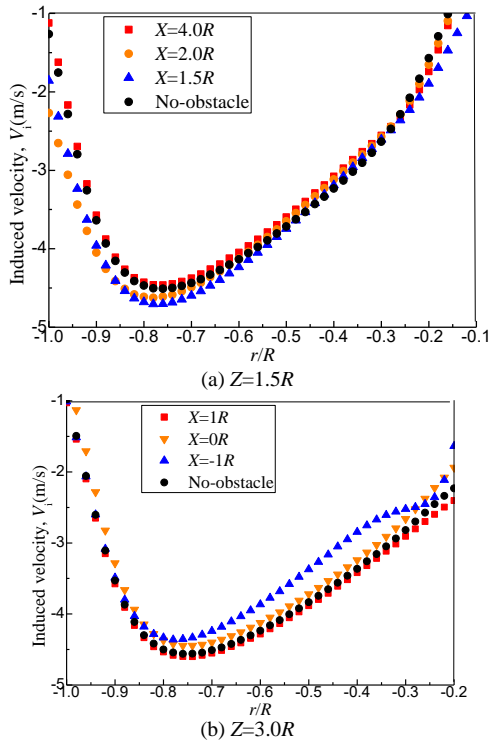 -1
-2
-3
-4
-5
Induced velocity, Vi(m/s)
X=4.0R
X=2.0R
X=1.5R
No-obstacle
-1.0 -0.9 -0.8 -0.7 -0.6 -0.5 -0.4 -0.3 -0.2 -0.1
r/R
(a) Z=1.5R
-1
-2
-3
-4
-5
Induced velocity, Vi(m/s)
X=1R
X=0R
X=-1R
No-obstacle
-1.0 -0.9 -0.8 -0.7 -0.6 -0.5 -0.4 -0.3 -0.2
r/R
(b) Z=3.0R